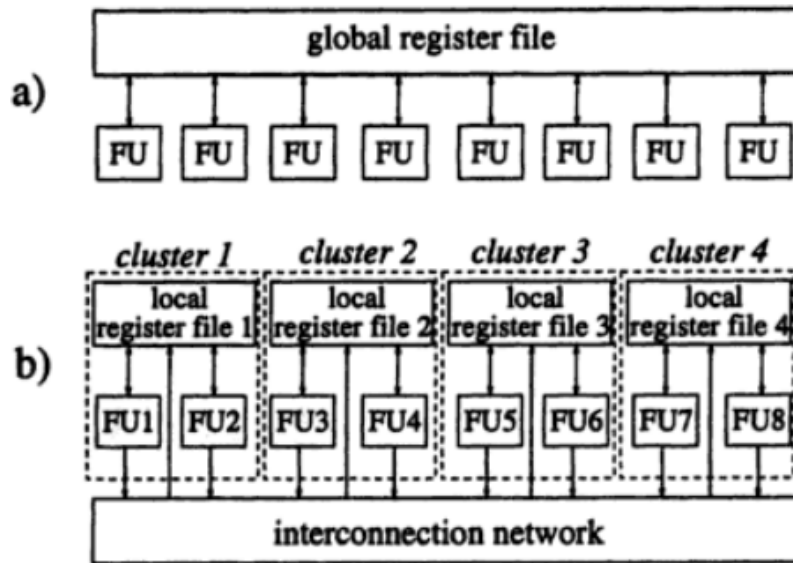 a)
global register file
FU FU FU FU FU FU FU FU
cluster 1 cluster 2 cluster 3 cluster 4
b)
local local local local
register file 1 register file 2 register file 3 register file 4
FU1 FU2 FU3 FU4 FU5 FU6 FU7 FU8
interconnection network